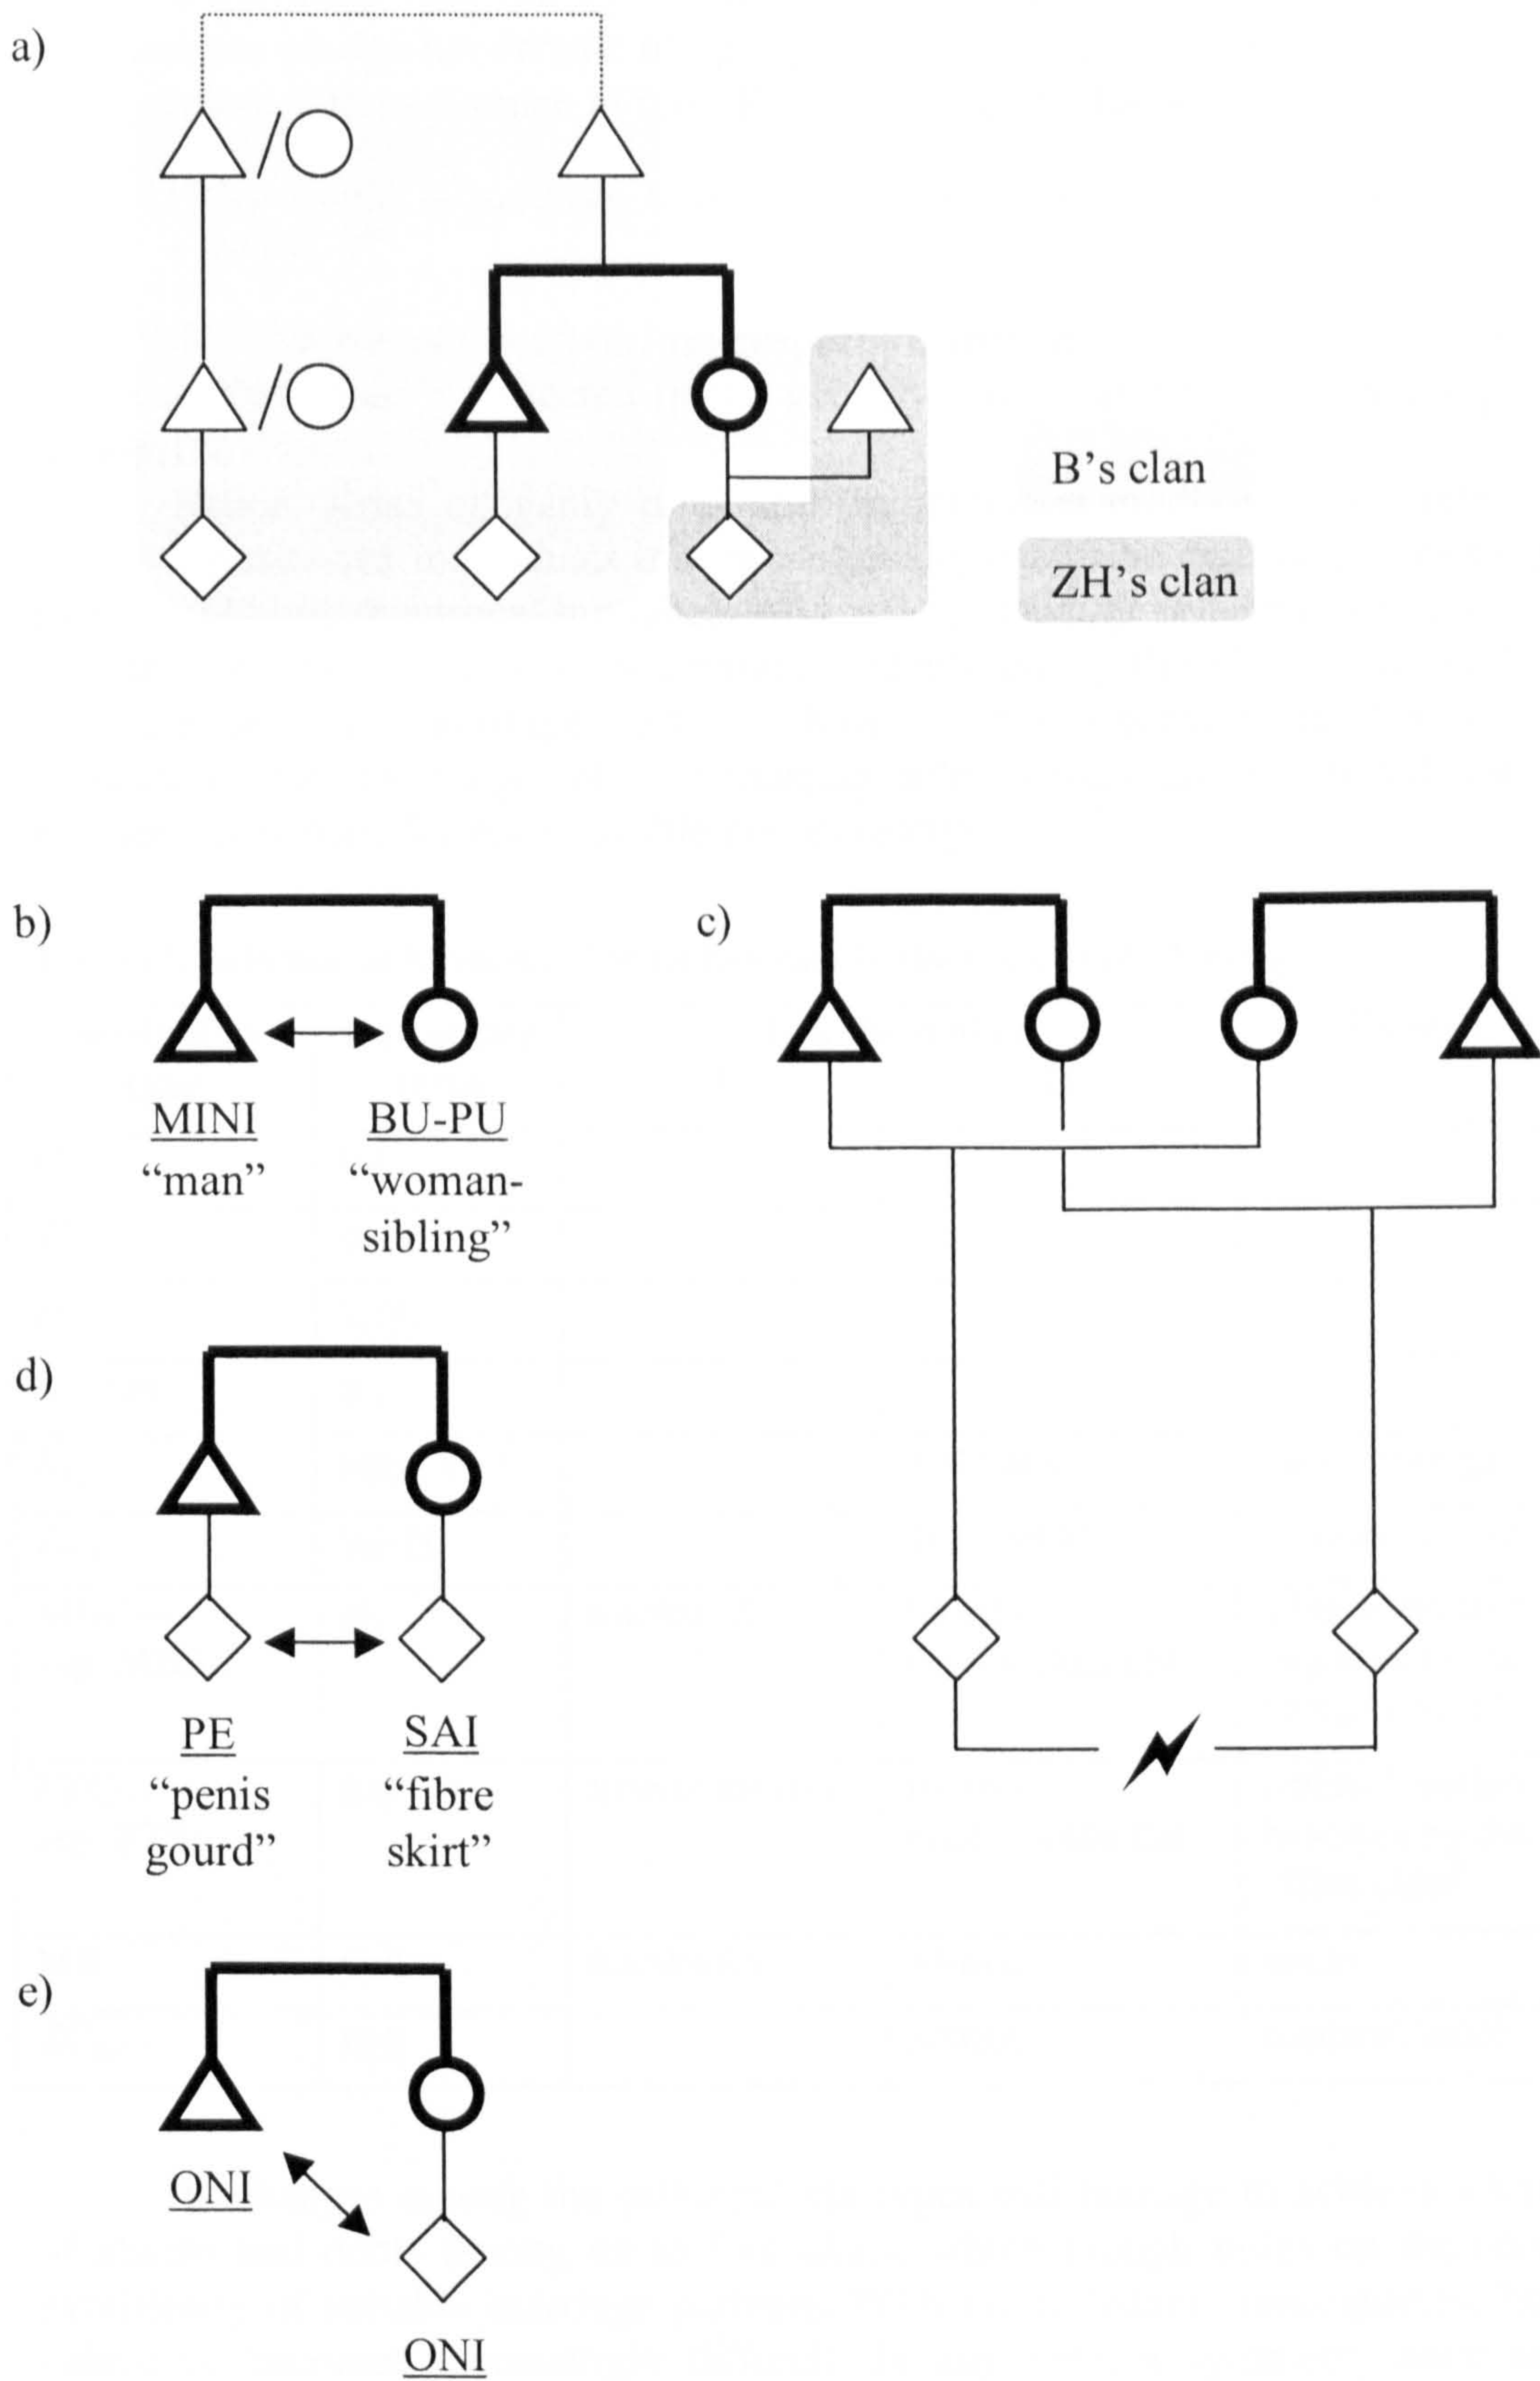 a)
B’s clan
ZH’s clan
b)
MINI
“man”
BU-PU
“woman-
sibling”
c)
d)
PE
“penis
gourd”
SAI
“fibre
skirt”
e)
ONI
ONI